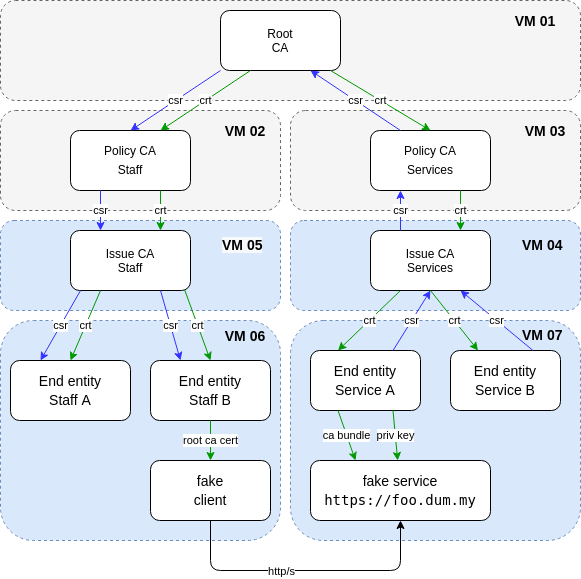 VM 01
Root
CA
csr
crt
csr
crt
VM 02
VM 03
Policy CA
Staff
Policy CA
Services
csr
crt
csr
crt
VM 05
VM 04
Issue CA
Staff
Issue CA
Services
csr
crt
csr
crt
crt
csr
crt
csr
VM 06
VM 07
End entity
Staff A
End entity
Staff B
End entity
Service A
End entity
Service B
root ca cert
ca bundle
priv key
fake
client
fake service
https://foo.dum.my
http/s